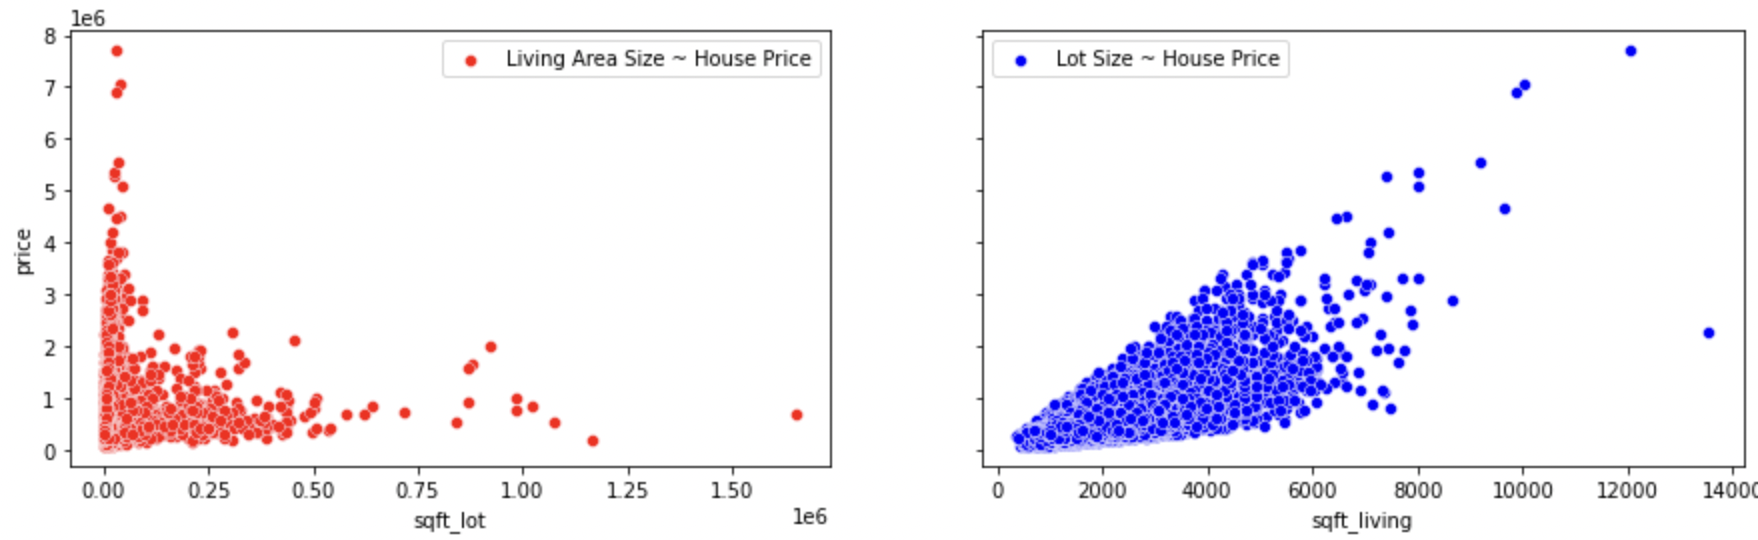 1e6
8
7
6
5
4
3
2
1
0
price
Living Area Size ~ House Price
0.00 0.25 0.50 0.75 1.00 1.25 1.50
sqft_lot
1e6
Lot Size ~ House Price
0 2000 4000 6000 8000 10000 12000 14000
sqft_living